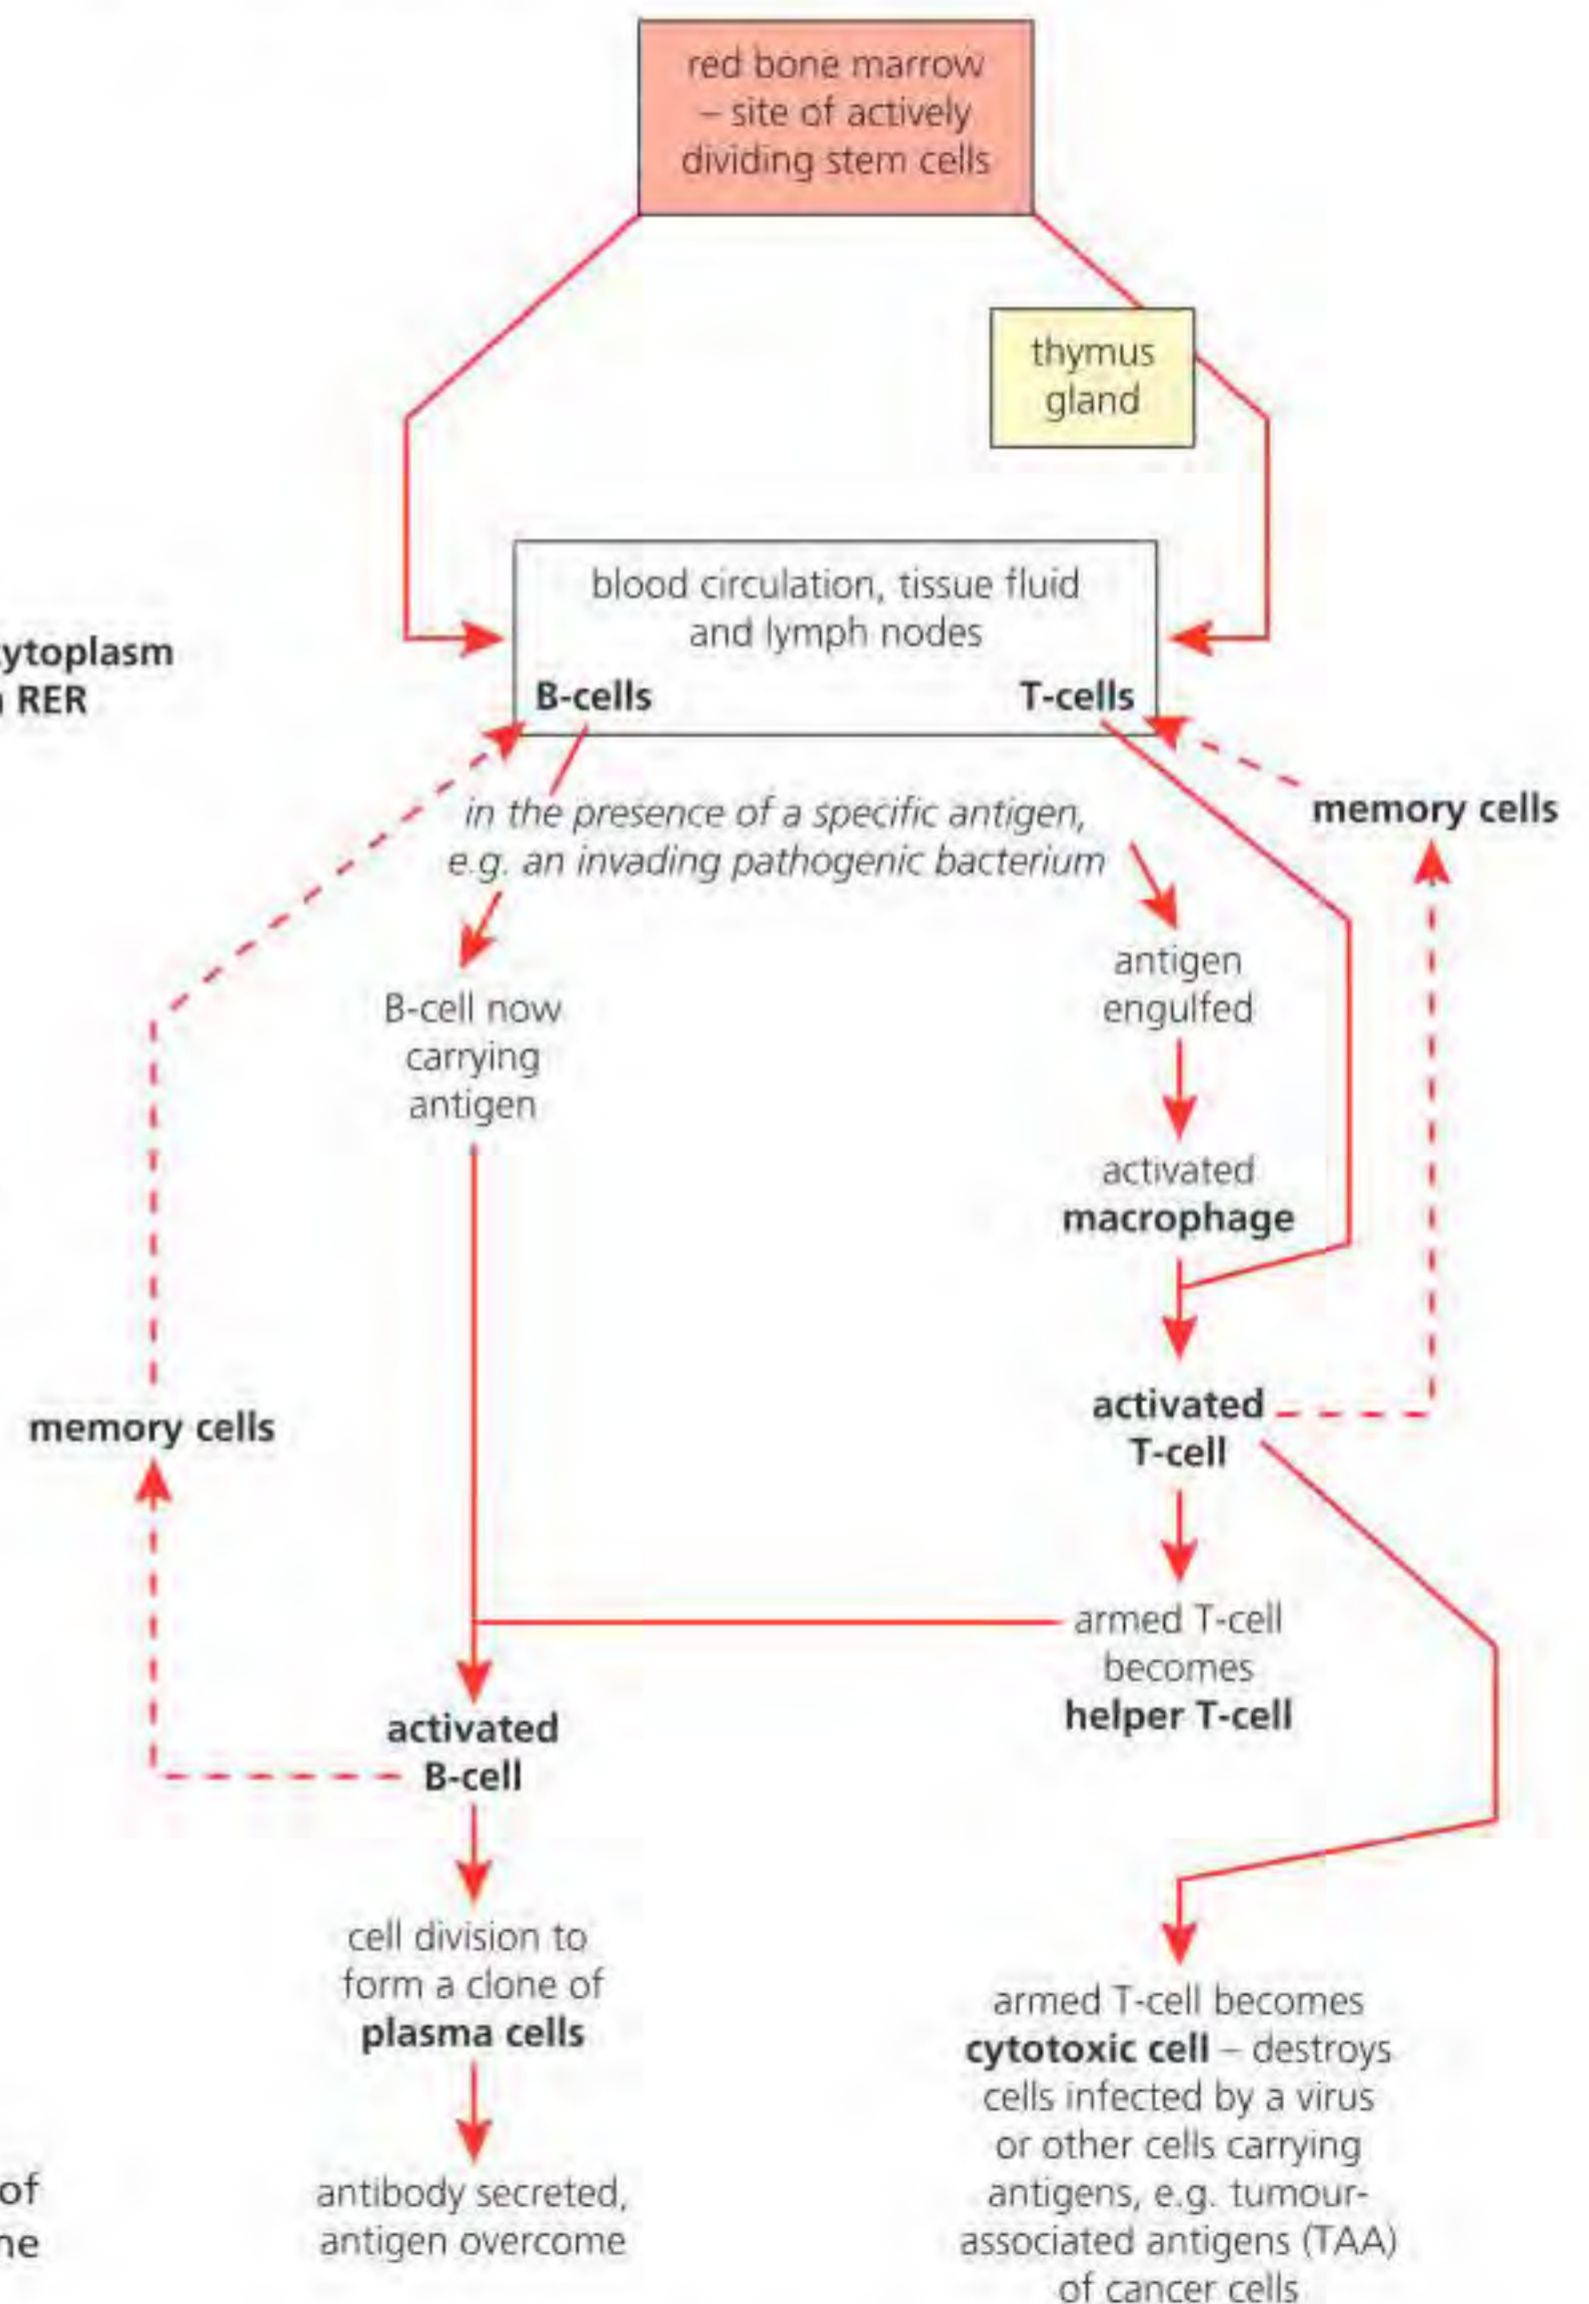 red bone marrow
– site of actively
dividing stem cells
thymus
gland
blood circulation, tissue fluid
and lymph nodes
B-cells
T-cells
ytoplasm
RER
in the presence of a specific antigen,
e.g. an invading pathogenic bacterium
memory cells
B-cell now
carrying
antigen
antigen
engulfed
activated
macrophage
memory cells
activated
T-cell
armed T-cell
becomes
helper T-cell
activated
B-cell
cell division to
form a clone of
plasma cells
antibody secreted,
antigen overcome
armed T-cell becomes
cytotoxic cell – destroys
cells infected by a virus
or other cells carrying
antigens, e.g. tumour-
associated antigens (TAA)
of cancer cells
of
ne